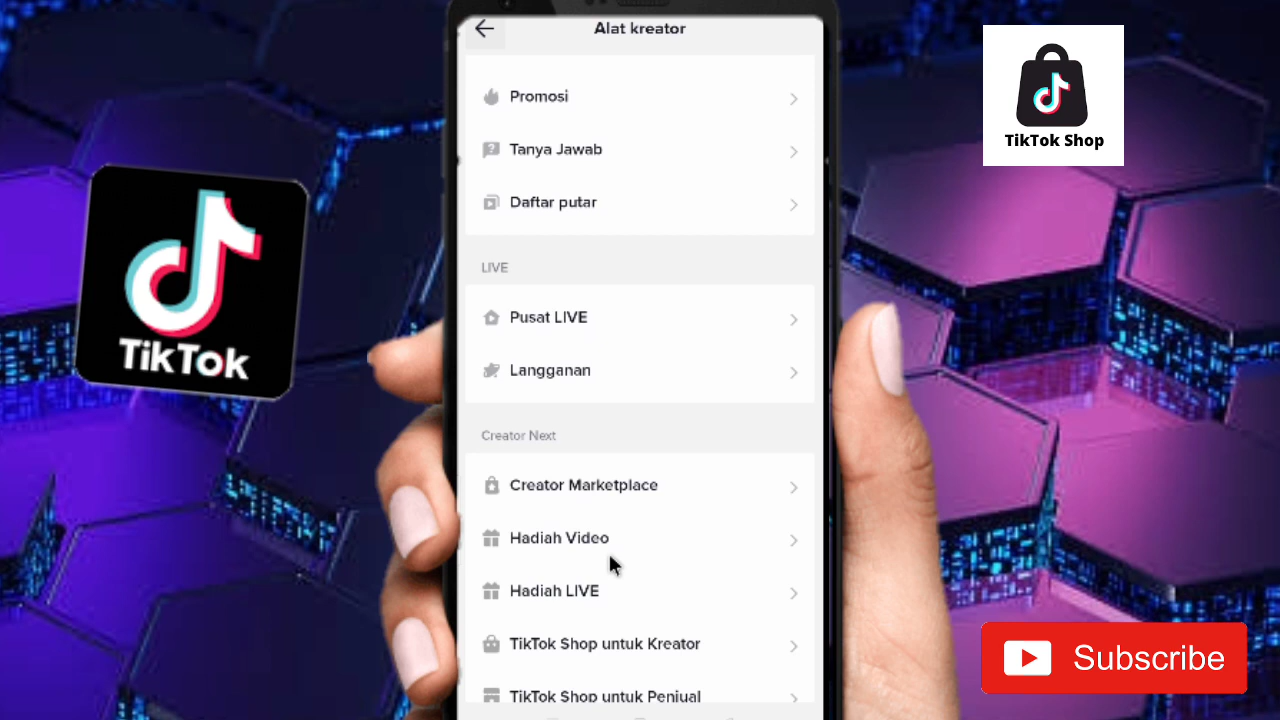 Alat kreator
Promosi
Tanya Jawab
Daftar putar
LIVE
Pusat LIVE
Langganan
Creator Next
Creator Marketplace
Hadiah Video
Hadiah LIVE
TikTok Shop untuk Kreator
TikTok Shop untuk Penjual
TikTok
TikTok Shop
Subscribe